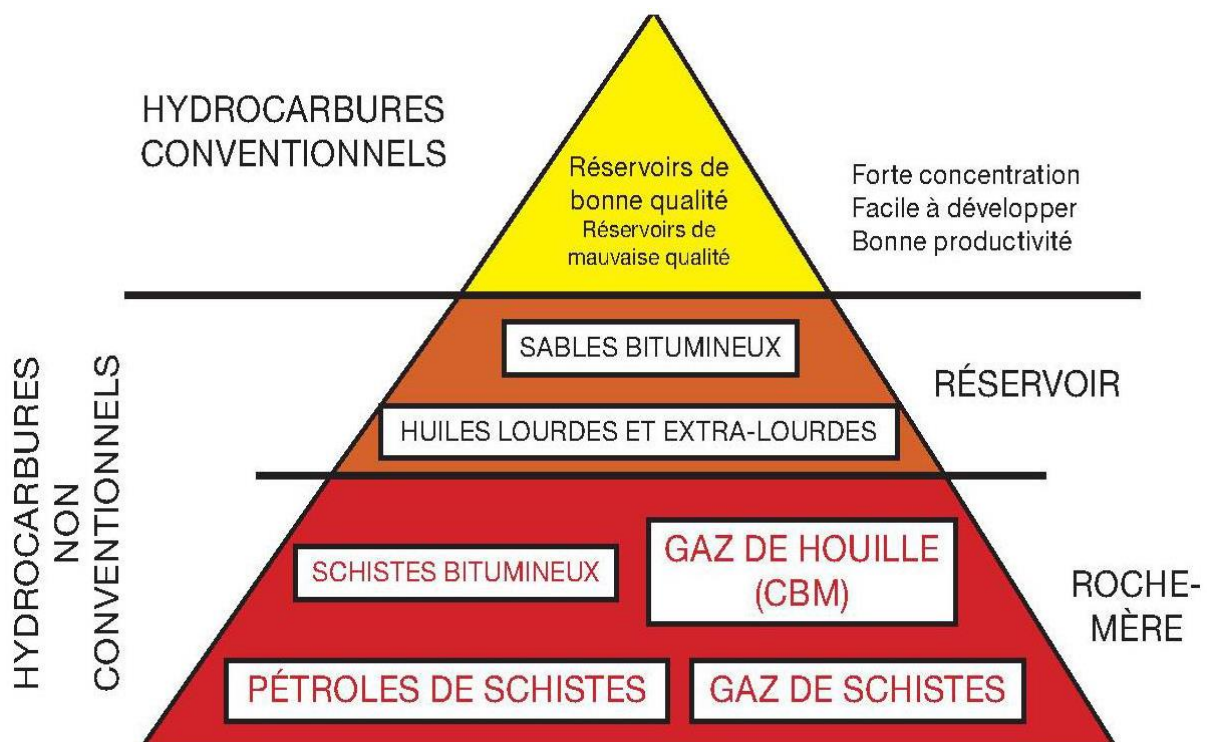 HYDROCARBURES
CONVENTIONNELS
Réservoirs de
bonne qualité
Réservoirs de
mauvaise qualité
Forte concentration
Facile à développer
Bonne productivité
HYDROCARBURES
NON
CONVENTIONNELS
SABLES BITUMINEUX
HUILES LOURDES ET EXTRA-LOURDES
RÉSERVOIR
SCHISTES BITUMINEUX
GAZ DE HOUILLE
(CBM)
PÉTROLES DE SCHISTES
GAZ DE SCHISTES
ROCHE-
MÈRE